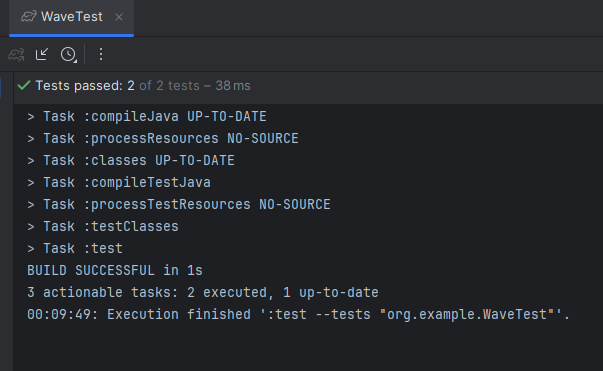 WaveTest
Tests passed: 2 of 2 tests – 38 ms
> Task :compileJava UP-TO-DATE
> Task :processResources NO-SOURCE
> Task :classes UP-TO-DATE
> Task :compileTestJava
> Task :processTestResources NO-SOURCE
> Task :testClasses
> Task :test
BUILD SUCCESSFUL in 1s
3 actionable tasks: 2 executed, 1 up-to-date
00:09:49: Execution finished ':test --tests "org.example.WaveTest"'.